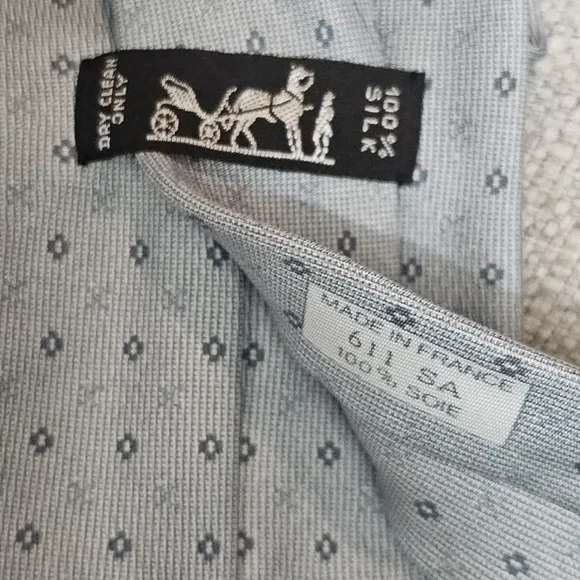 DRY CLEAN
ONLY
100%
SILK
MADE IN FRANCE
611 SA
100% SOIE